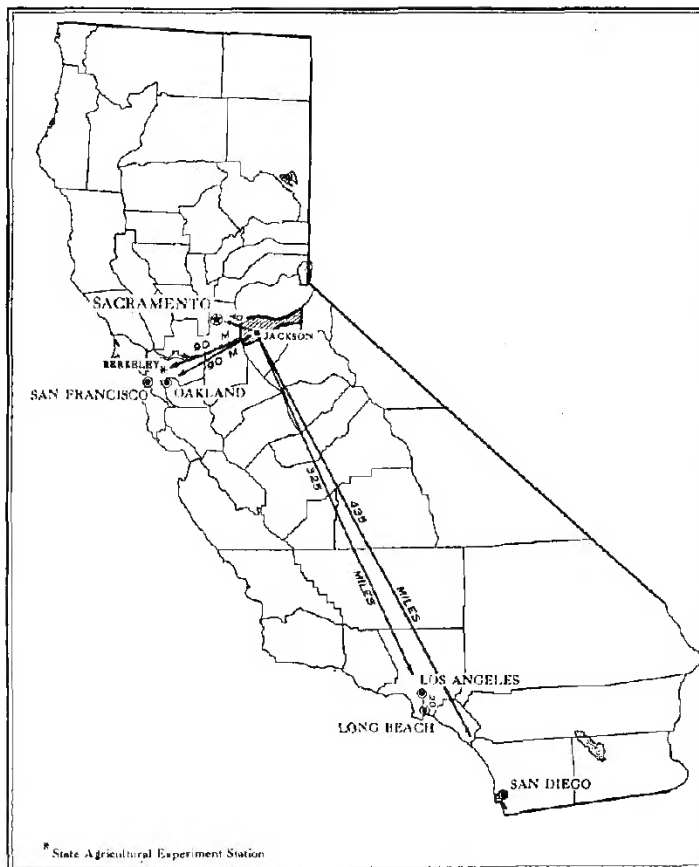 SACRAMENTO
JACKSON
90 M
BERKELEY*
90 M
SAN FRANCISCO
OAKLAND
325 MILES
435 MILES
LOS ANGELES
20
LONG BEACH
SAN DIEGO
* State Agricultural Experiment Station